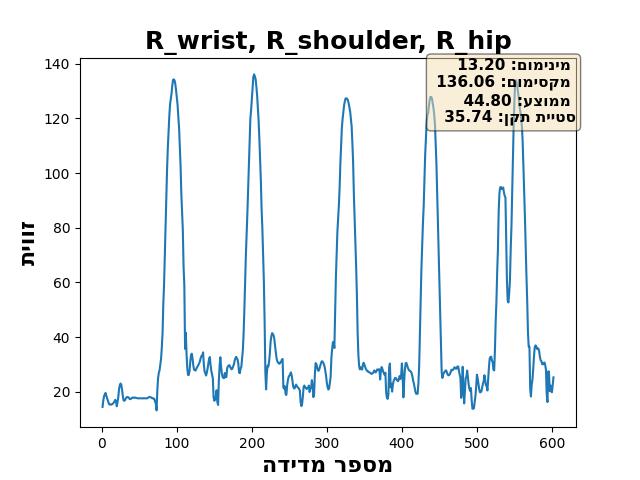 R_wrist, R_shoulder, R_hip
מינימום: 13.20
מקסימום: 136.06
ממוצע: 44.80
סטיית תקן: 35.74
זווית
140
120
100
80
60
40
20
0 100 200 300 400 500 600
מספר מדידה